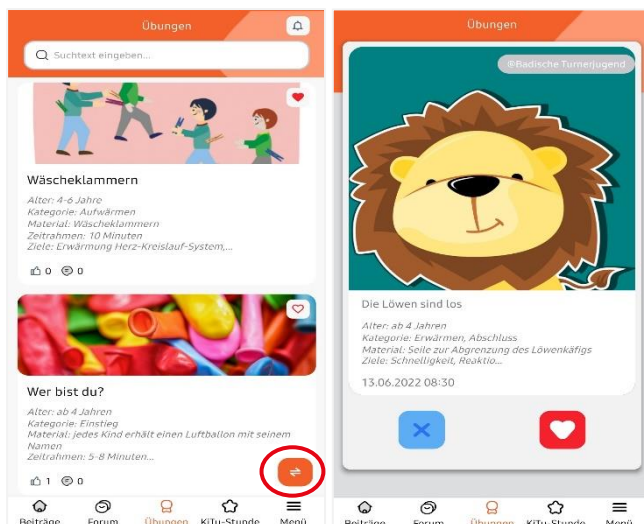 Übungen
Suchtext eingeben...
Wäscheklammern
Alter: 4-6 Jahre
Kategorie: Aufwärmen
Material: Wäscheklammern
Zeitrahmen: 10 Minuten
Ziele: Erwärmung Herz-Kreislauf-System,...
0 0
Wer bist du?
Alter: ab 4 Jahren
Kategorie: Einstieg
Material: jedes Kind erhält einen Luftballon mit seinem
Namen
Zeitrahmen: 5-8 Minuten...
1 0
Beiträge Forum Übungen KiTu-Stunde Menü
Übungen
@Badische Turnerjugend
Die Löwen sind los
Alter: ab 4 Jahren
Kategorie: Erwärmen, Abschluss
Material: Seile zur Abgrenzung des Löwenkäfigs
Ziele: Schnelligkeit, Reaktio...
13.06.2022 08:30
Beiträge Forum Übungen KiTu-Stunde Menü